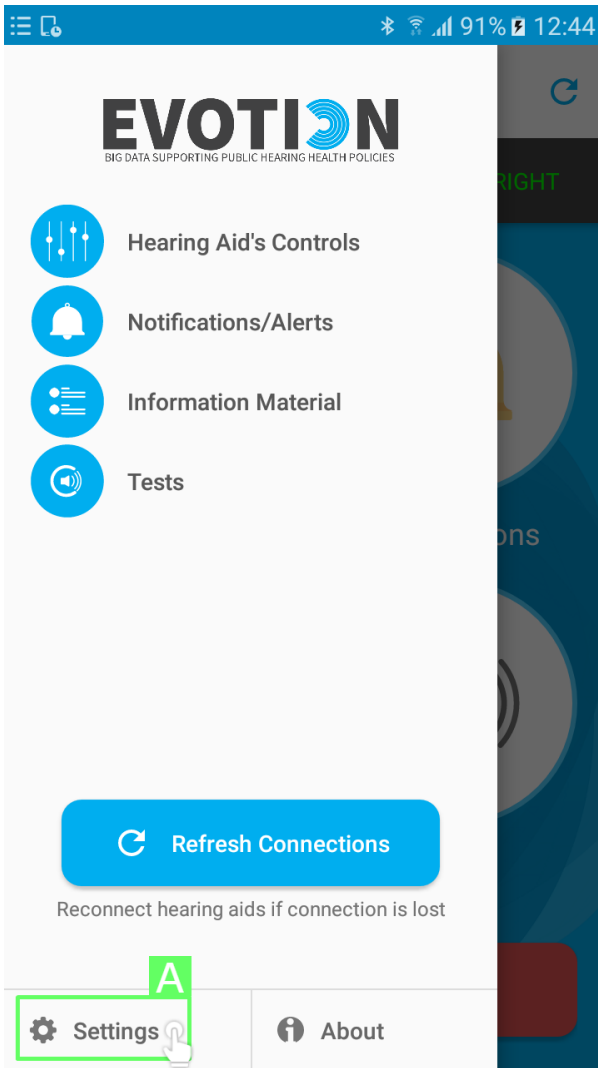 91% 12:44
EVOTION
BIG DATA SUPPORTING PUBLIC HEARING HEALTH POLICIES
RIGHT
Hearing Aid's Controls
Notifications/Alerts
Information Material
Tests
ons
Refresh Connections
Reconnect hearing aids if connection is lost
A
Settings
About